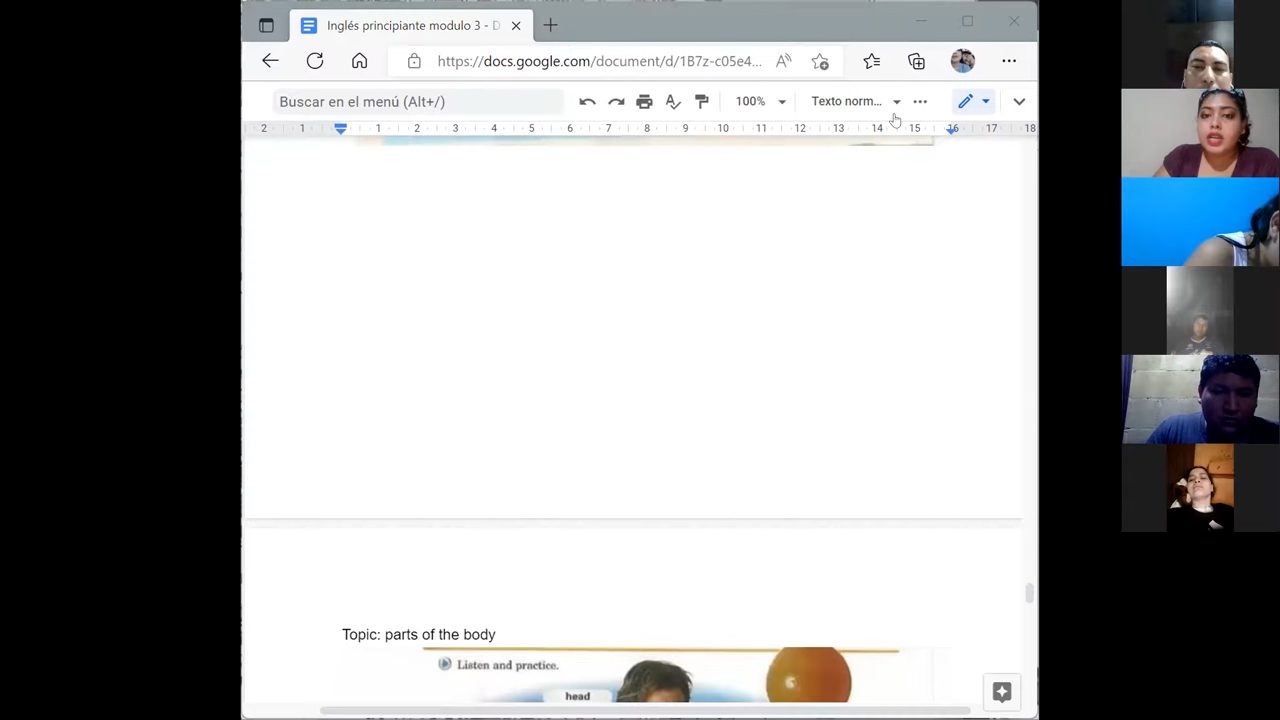 Inglés principiante modulo 3 - D
https://docs.google.com/document/d/1B7z-c05e4...
Buscar en el menú (Alt+/)
100%
Texto norm...
2 1 1 2 3 4 5 6 7 8 9 10 11 12 13 14 15 16 17 18
Topic: parts of the body
Listen and practice.
head